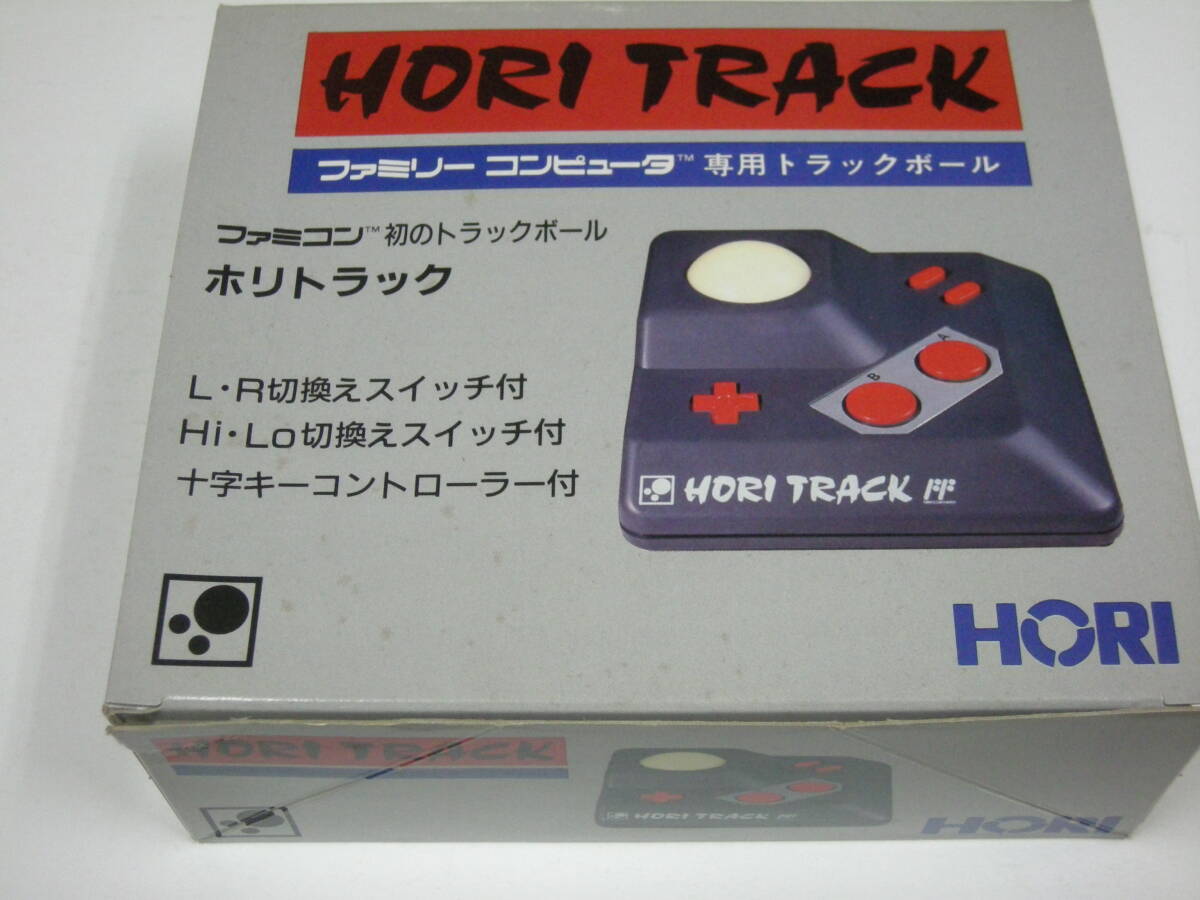 HORI TRACK
ファミリー コンピュータ™ 専用トラックボール
ファミコン™ 初のトラックボール
ホリトラック
L・R切換えスイッチ付
Hi・Lo切換えスイッチ付
十字キーコントローラー付
A
B
HORI TRACK FF
HORI
HORI TRACK
HORI TRACK FF
HORI